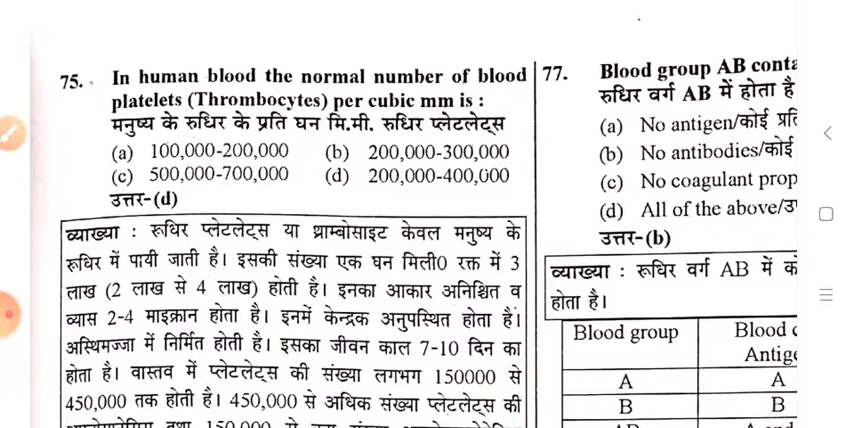 75. In human blood the normal number of blood
platelets (Thrombocytes) per cubic mm is :
मनुष्य के रुधिर के प्रति घन मि.मी. रुधिर प्लेटलेट्स
(a) 100,000-200,000 (b) 200,000-300,000
(c) 500,000-700,000 (d) 200,000-400,000
उत्तर-(d)
व्याख्या : रूधिर प्लेटलेट्स या थ्राम्बोसाइट केवल मनुष्य के
रूधिर में पायी जाती है। इसकी संख्या एक घन मिली0 रक्त में 3
लाख (2 लाख से 4 लाख) होती है। इनका आकार अनिश्चित व
व्यास 2-4 माइक्रान होता है। इनमें केन्द्रक अनुपस्थित होता है।
अस्थिमज्जा में निर्मित होती है। इसका जीवन काल 7-10 दिन का
होता है। वास्तव में प्लेटलेट्स की संख्या लगभग 150000 से
450,000 तक होती है। 450,000 से अधिक संख्या प्लेटलेट्स की
77. Blood group AB
रुधिर वर्ग AB में होता है
(a) No antigen/कोई
(b) No antibodies/कोई
(c) No coagulant
(d) All of the above/
उत्तर-(b)
व्याख्या : रूधिर वर्ग AB में
होता है।
Blood group Blood
A A
B B